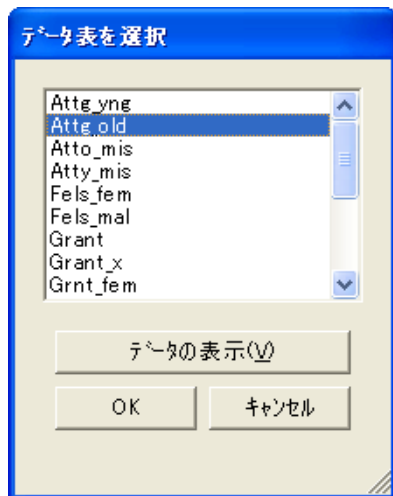 ﾃﾞｰﾀ表を選択
Attg_yng
Attg_old
Atto_mis
Atty_mis
Fels_fem
Fels_mal
Grant
Grant_x
Grnt_fem
ﾃﾞｰﾀの表示(V)
OK
ｷｬﾝｾﾙ